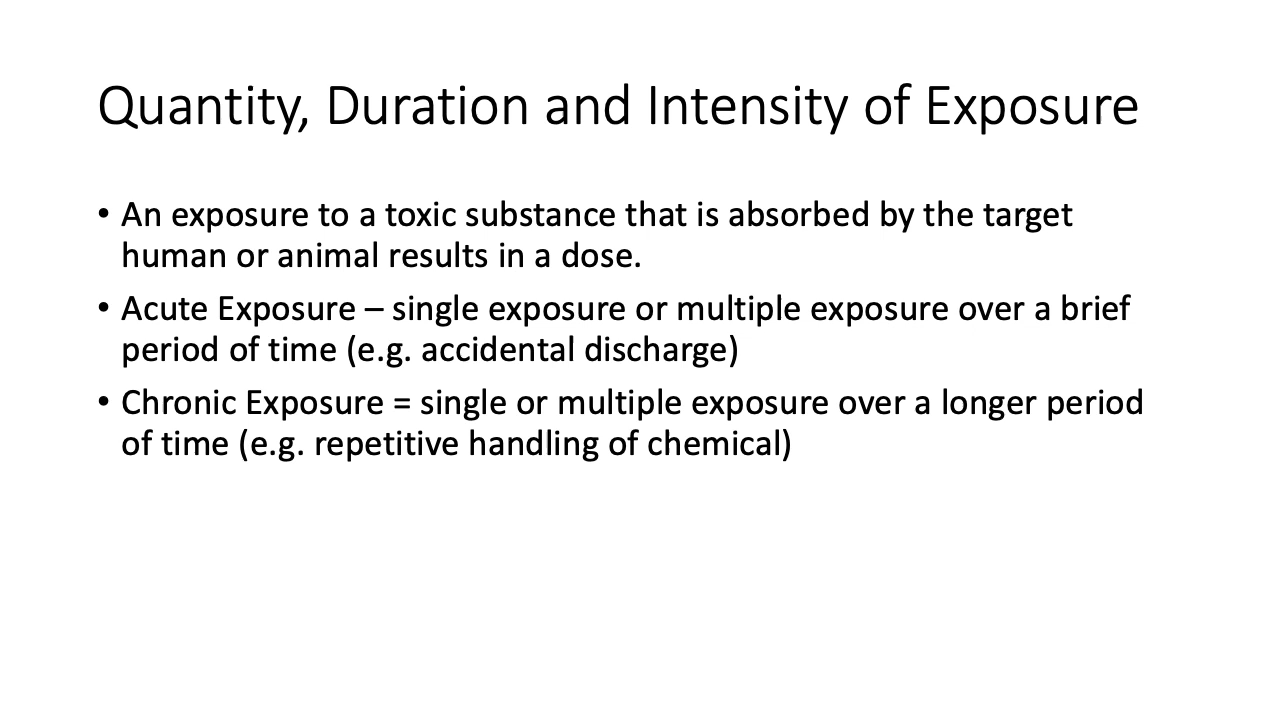 Quantity, Duration and Intensity of Exposure
• An exposure to a toxic substance that is absorbed by the target
human or animal results in a dose.
• Acute Exposure – single exposure or multiple exposure over a brief
period of time (e.g. accidental discharge)
• Chronic Exposure = single or multiple exposure over a longer period
of time (e.g. repetitive handling of chemical)